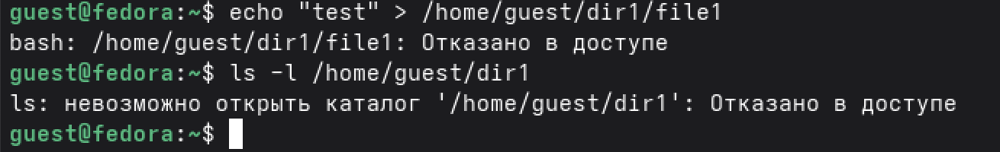 guest@fedora:~$ echo "test" > /home/guest/dir1/file1
bash: /home/guest/dir1/file1: Отказано в доступе
guest@fedora:~$ ls -l /home/guest/dir1
ls: невозможно открыть каталог '/home/guest/dir1': Отказано в доступе
guest@fedora:~$